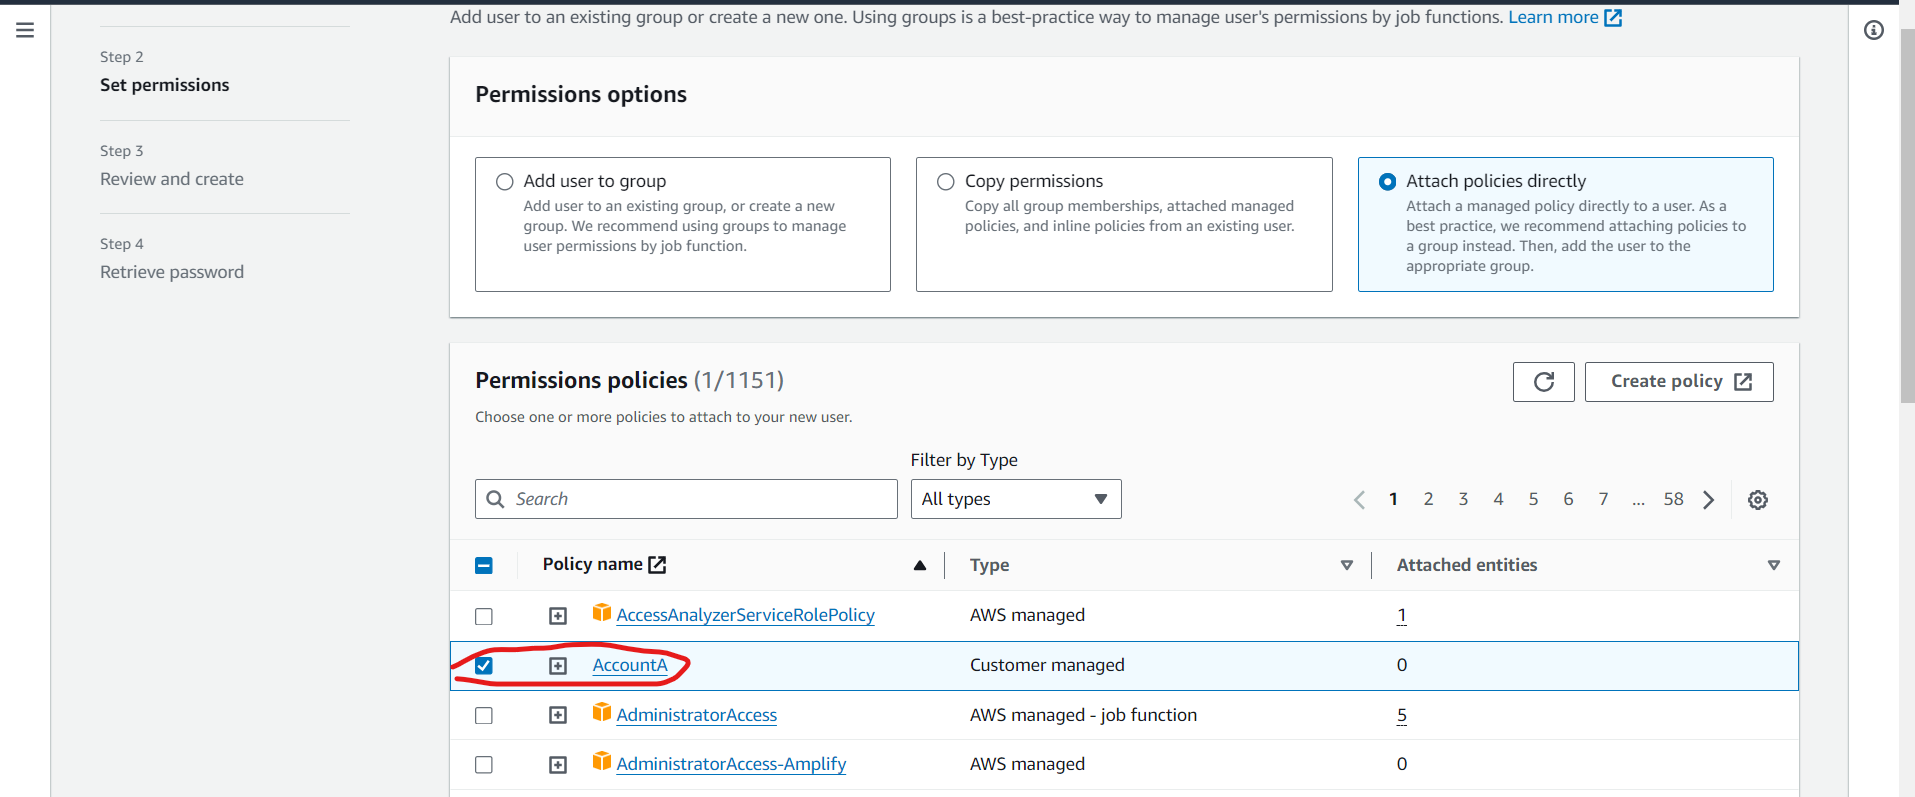 Add user to an existing group or create a new one. Using groups is a best-practice way to manage user's permissions by job functions. Learn more
Step 2
Set permissions
Step 3
Review and create
Step 4
Retrieve password
Permissions options
Add user to group
Add user to an existing group, or create a new
group. We recommend using groups to manage
user permissions by job function.
Copy permissions
Copy all group memberships, attached managed
policies, and inline policies from an existing user.
Attach policies directly
Attach a managed policy directly to a user. As a
best practice, we recommend attaching policies to
a group instead. Then, add the user to the
appropriate group.
Permissions policies (1/1151)
Create policy
Choose one or more policies to attach to your new user.
Filter by Type
Search
All types
1 2 3 4 5 6 7 ... 58
Policy name Type Attached entities
AccessAnalyzerServiceRolePolicy AWS managed 1
AccountA Customer managed 0
AdministratorAccess AWS managed - job function 5
AdministratorAccess-Amplify AWS managed 0